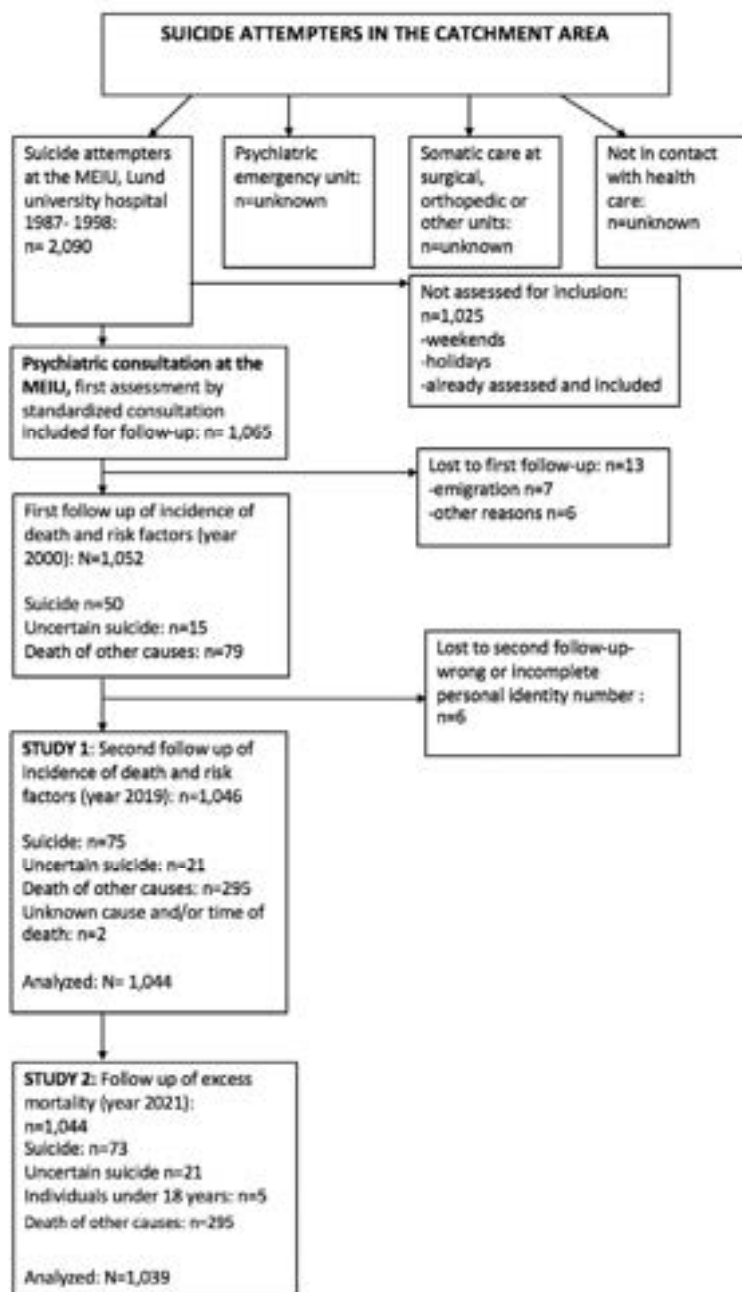 SUICIDE ATTEMPTERS IN THE CATCHMENT AREA
Suicide attempters
at the MEIU, Lund
university hospital
1987- 1998:
n= 2,090
Psychiatric
emergency unit:
n=unknown
Somatic care at
surgical,
orthopedic or
other units:
n=unknown
Not in contact
with health
care:
n=unknown
Not assessed for inclusion:
n=1,025
-weekends
-holidays
-already assessed and included
Psychiatric consultation at the
MEIU, first assessment by
standardized consultation
included for follow-up: n= 1,065
Lost to first follow-up: n=13
-emigration n=7
-other reasons n=6
First follow up of incidence of
death and risk factors (year
2000): N=1,052
Suicide n=50
Uncertain suicide: n=15
Death of other causes: n=79
Lost to second follow-up-
wrong or incomplete
personal identity number :
n=6
STUDY 1: Second follow up of
incidence of death and risk
factors (year 2019): n=1,046
Suicide: n=75
Uncertain suicide: n=21
Death of other causes: n=295
Unknown cause and/or time of
death: n=2
Analyzed: N= 1,044
STUDY 2: Follow up of excess
mortality (year 2021):
n=1,044
Suicide: n=73
Uncertain suicide n=21
Individuals under 18 years: n=5
Death of other causes: n=295
Analyzed: N=1,039